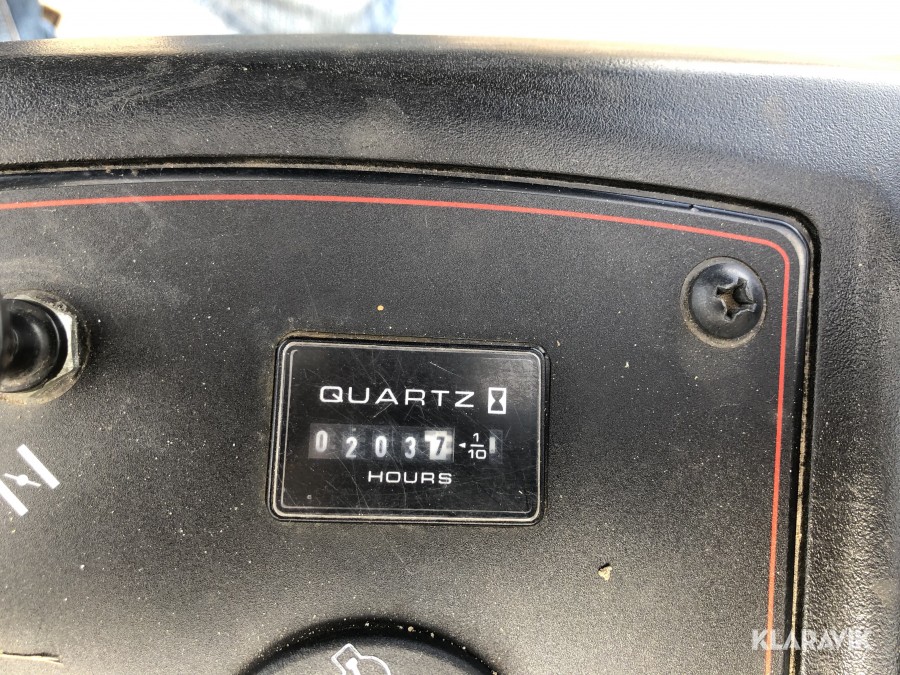 QUARTZ
02037 1/10
HOURS
KLARAVIK